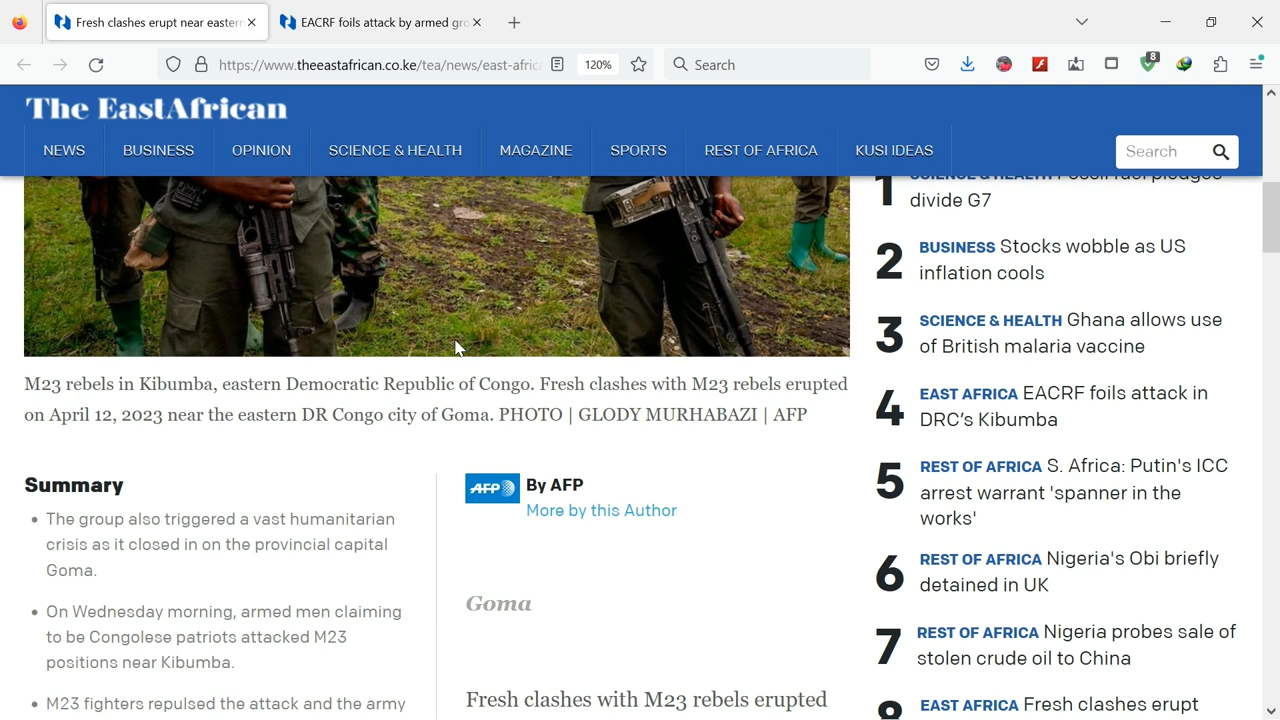 Fresh clashes erupt near eastern
EACRF foils attack by armed gro
https://www.theeastafrican.co.ke/tea/news/east-afric
120%
Search
8
The EastAfrican
NEWS
BUSINESS
OPINION
SCIENCE & HEALTH
MAGAZINE
SPORTS
REST OF AFRICA
KUSI IDEAS
Search
M23 rebels in Kibumba, eastern Democratic Republic of Congo. Fresh clashes with M23 rebels erupted
on April 12, 2023 near the eastern DR Congo city of Goma. PHOTO | GLODY MURHABAZI | AFP
Summary
• The group also triggered a vast humanitarian
crisis as it closed in on the provincial capital
Goma.
• On Wednesday morning, armed men claiming
to be Congolese patriots attacked M23
positions near Kibumba.
• M23 fighters repulsed the attack and the army
AFP
By AFP
More by this Author
Goma
Fresh clashes with M23 rebels erupted
1 SCIENCE & HEALTH Fossil fuel pledges
divide G7
2 BUSINESS Stocks wobble as US
inflation cools
3 SCIENCE & HEALTH Ghana allows use
of British malaria vaccine
4 EAST AFRICA EACRF foils attack in
DRC’s Kibumba
5 REST OF AFRICA S. Africa: Putin's ICC
arrest warrant 'spanner in the
works'
6 REST OF AFRICA Nigeria's Obi briefly
detained in UK
7 REST OF AFRICA Nigeria probes sale of
stolen crude oil to China
8 EAST AFRICA Fresh clashes erupt